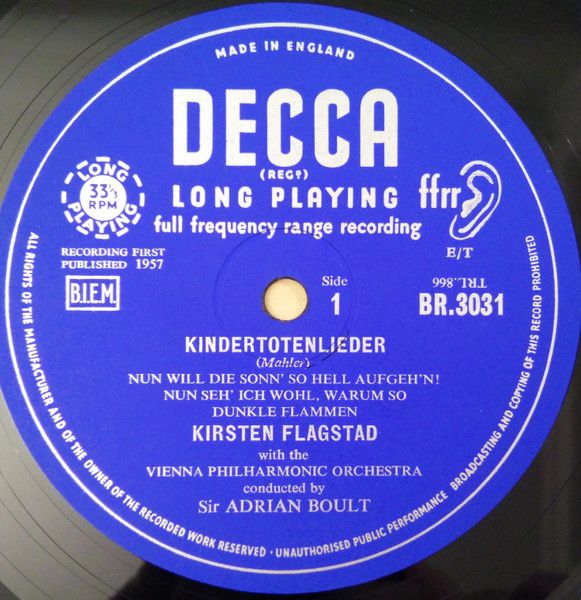 MADE IN ENGLAND
DECCA
(REGᴰ)
LONG PLAYING
ffrr
full frequency range recording
LONG
33⅓
RPM
PLAYING
E/T
RECORDING FIRST
PUBLISHED 1957
B.I.E.M.
TRL.866
Side
1
BR.3031
KINDERTOTENLIEDER
(Mahler)
NUN WILL DIE SONN' SO HELL AUFGEH'N!
NUN SEH' ICH WOHL, WARUM SO
DUNKLE FLAMMEN
KIRSTEN FLAGSTAD
with the
VIENNA PHILHARMONIC ORCHESTRA
conducted by
Sir ADRIAN BOULT
ALL RIGHTS OF THE MANUFACTURER AND OF THE OWNER OF THE RECORDED WORK RESERVED · UNAUTHORISED PUBLIC PERFORMANCE BROADCASTING AND COPYING OF THIS RECORD PROHIBITED